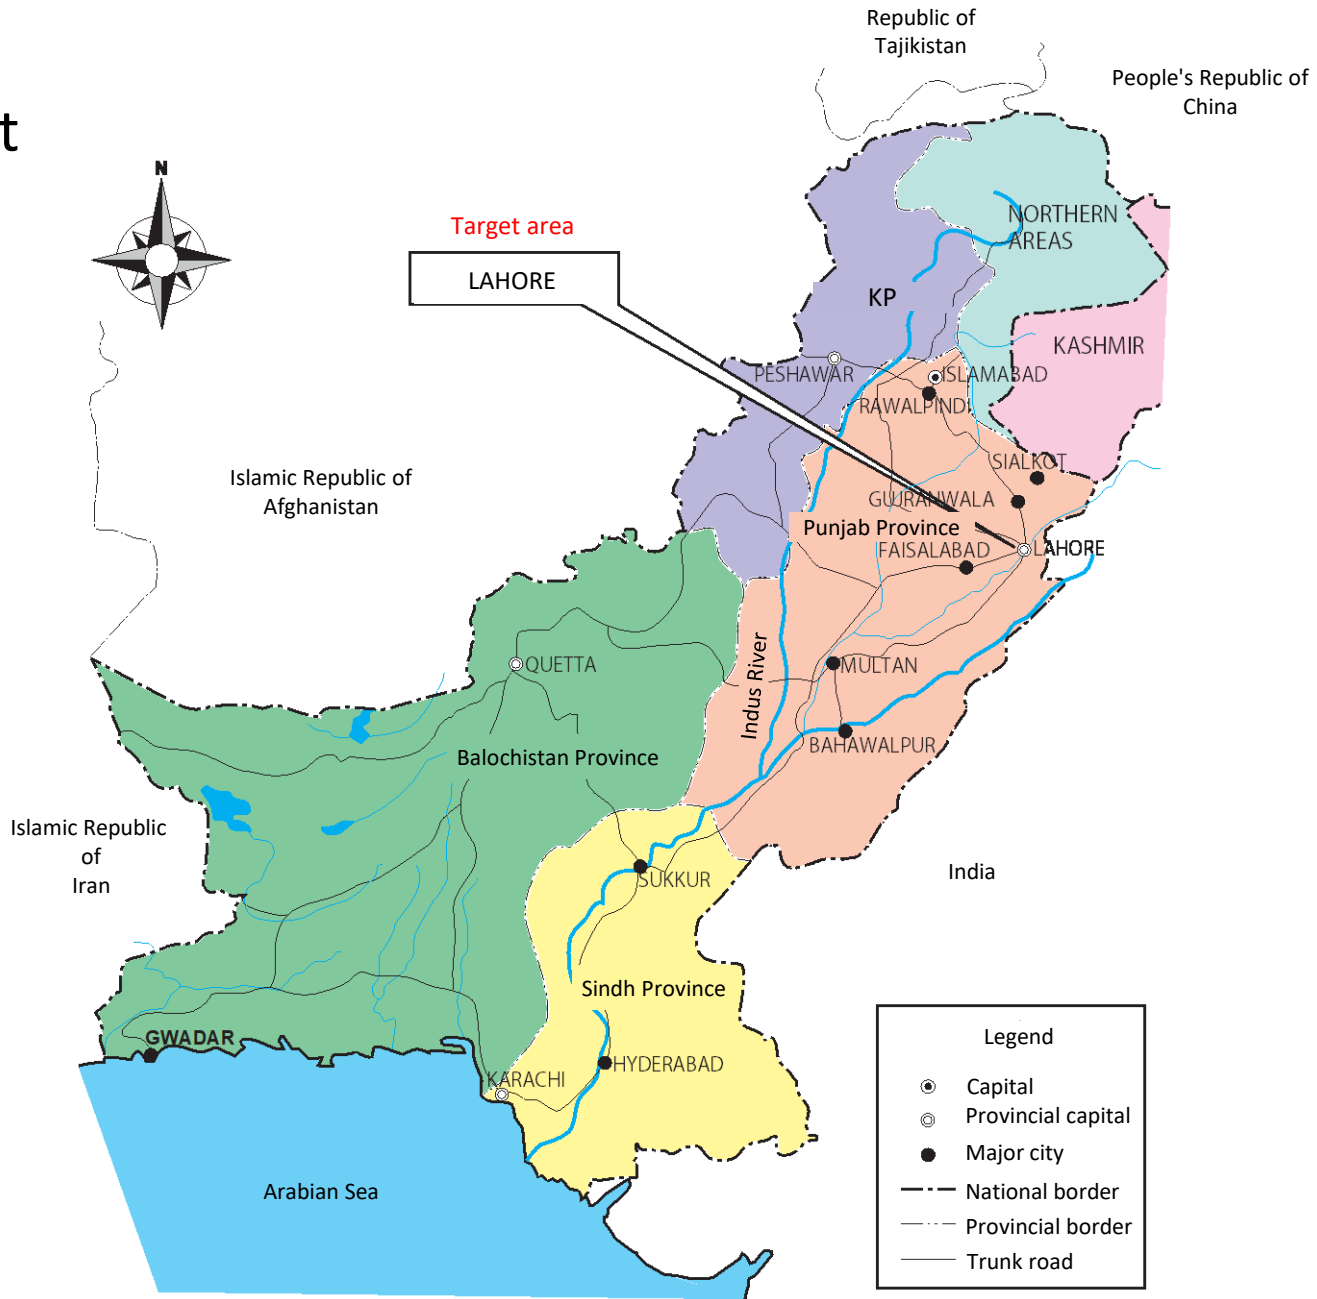 Republic of
Tajikistan
People's Republic of
China
t
N
Target area
LAHORE
NORTHERN
AREAS
KP
KASHMIR
PESHAWAR
ISLAMABAD
RAWALPINDI
SIALKOT
Islamic Republic of
Afghanistan
GUJRANWALA
Punjab Province
FAISALABAD
LAHORE
Indus River
QUETTA
MULTAN
BAHAWALPUR
Balochistan Province
Islamic Republic
of
Iran
India
SUKKUR
Sindh Province
GWADAR
HYDERABAD
KARACHI
Arabian Sea
Legend
Capital
Provincial capital
Major city
National border
Provincial border
Trunk road